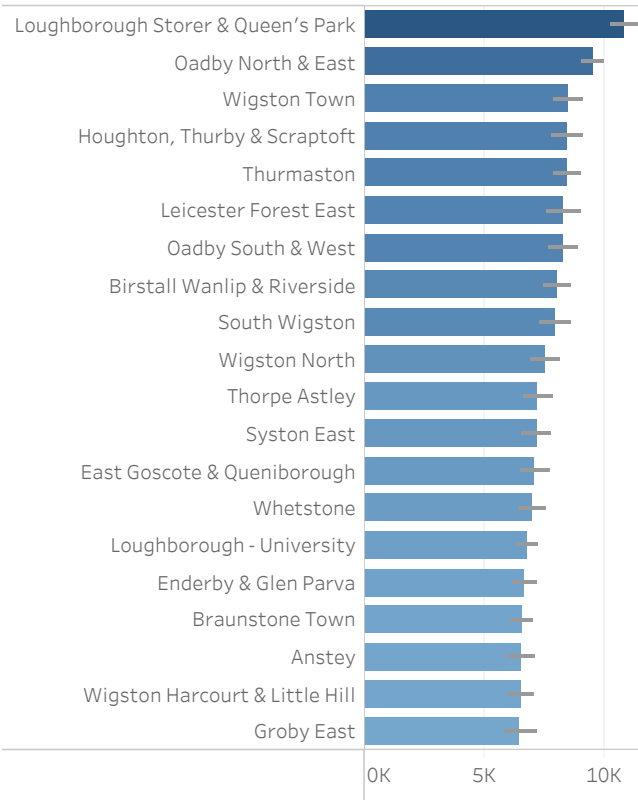 Loughborough Storer & Queen's Park
Oadby North & East
Wigston Town
Houghton, Thurby & Scraptoft
Thurmaston
Leicester Forest East
Oadby South & West
Birstall Wanlip & Riverside
South Wigston
Wigston North
Thorpe Astley
Syston East
East Goscote & Queniborough
Whetstone
Loughborough - University
Enderby & Glen Parva
Braunstone Town
Anstey
Wigston Harcourt & Little Hill
Groby East
0K 5K 10K